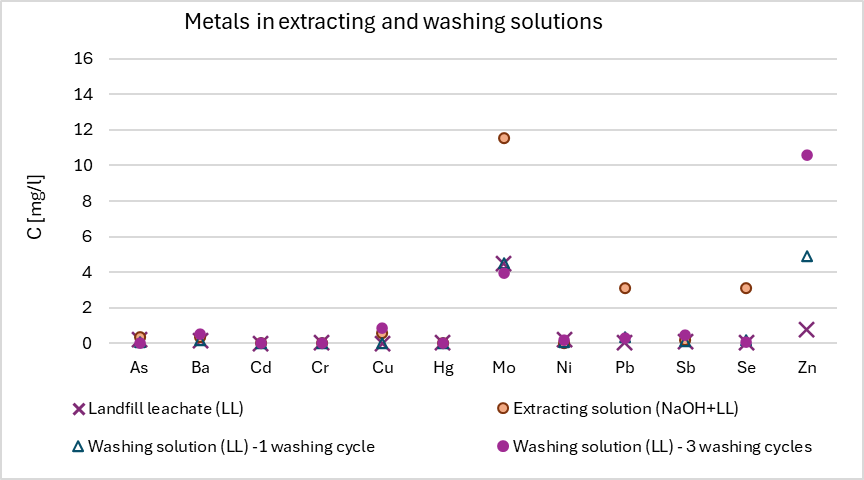 Metals in extracting and washing solutions
16
14
12
10
8
6
4
2
0
C [mg/l]
As Ba Cd Cr Cu Hg Mo Ni Pb Sb Se Zn
Landfill leachate (LL) Extracting solution (NaOH+LL)
Washing solution (LL) -1 washing cycle Washing solution (LL) - 3 washing cycles